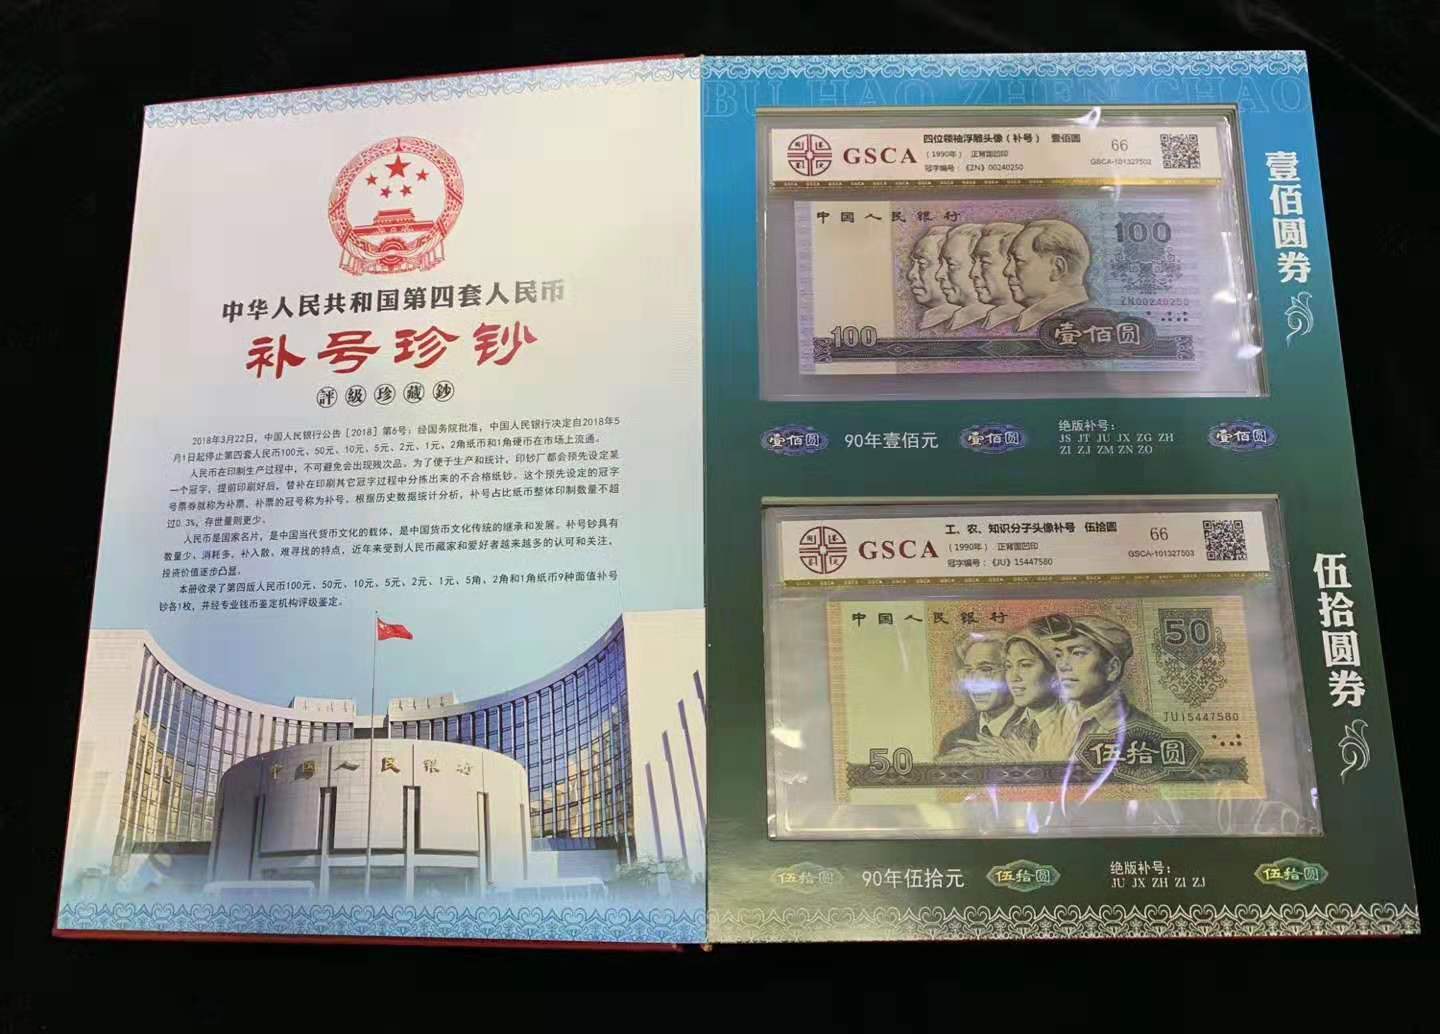 中华人民共和国第四套人民币
补号珍钞
評級珍藏鈔
2018年3月22日，中国人民银行公告［2018］第6号：经国务院批准，中国人民银行决定自2018年5
月1日起停止第四套人民币100元、50元、10元、5元、2元、1元、2角纸币和1角硬币在市场上流通。
人民币在印制生产过程中，不可避免会出现残次品。为了便于生产和统计，印钞厂都会预先设定某
一个冠字，提前印刷好后，替补在印刷其它冠字过程中分拣出来的不合格纸钞。这个预先设定的冠字
号票券就称为补票、补票的冠号称为补号。根据历史数据统计分析，补号占比纸币整体印制数量不超
过0.3%，存世量则更少。
人民币是国家名片，是中国当代货币文化的载体，是中国货币文化传统的继承和发展。补号钞具有
数量少、消耗多、补入散、难寻找的特点，近年来受到人民币藏家和爱好者越来越多的认可和关注，
投资价值逐步凸显。
本册收录了第四版人民币100元、50元、10元、5元、2元、1元、5角、2角和1角纸币9种面值补号
钞各1枚，并经专业钱币鉴定机构评级鉴定。
中国人民银行
BU HAO ZHEN CHAO
GSCA
四位领袖浮雕头像（补号） 壹佰圆
（1990年） 正背面凹印
冠字编号：《ZN》00240250
66
GSCA-101327502
中国人民银行
100
ZN00240250
100
壹佰圆
壹佰圆券
壹佰圆
90年壹佰元
壹佰圆
绝版补号：
JS JT JU JX ZG ZH
ZI ZJ ZM ZN ZO
壹佰圆
GSCA
工、农、知识分子头像补号 伍拾圆
（1990年） 正背面凹印
冠字编号：《JU》15447580
66
GSCA-101327503
中国人民银行
50
JU15447580
50
伍拾圆
伍拾圆券
伍拾圆
90年伍拾元
伍拾圆
绝版补号：
JU JX ZH ZI ZJ
伍拾圆